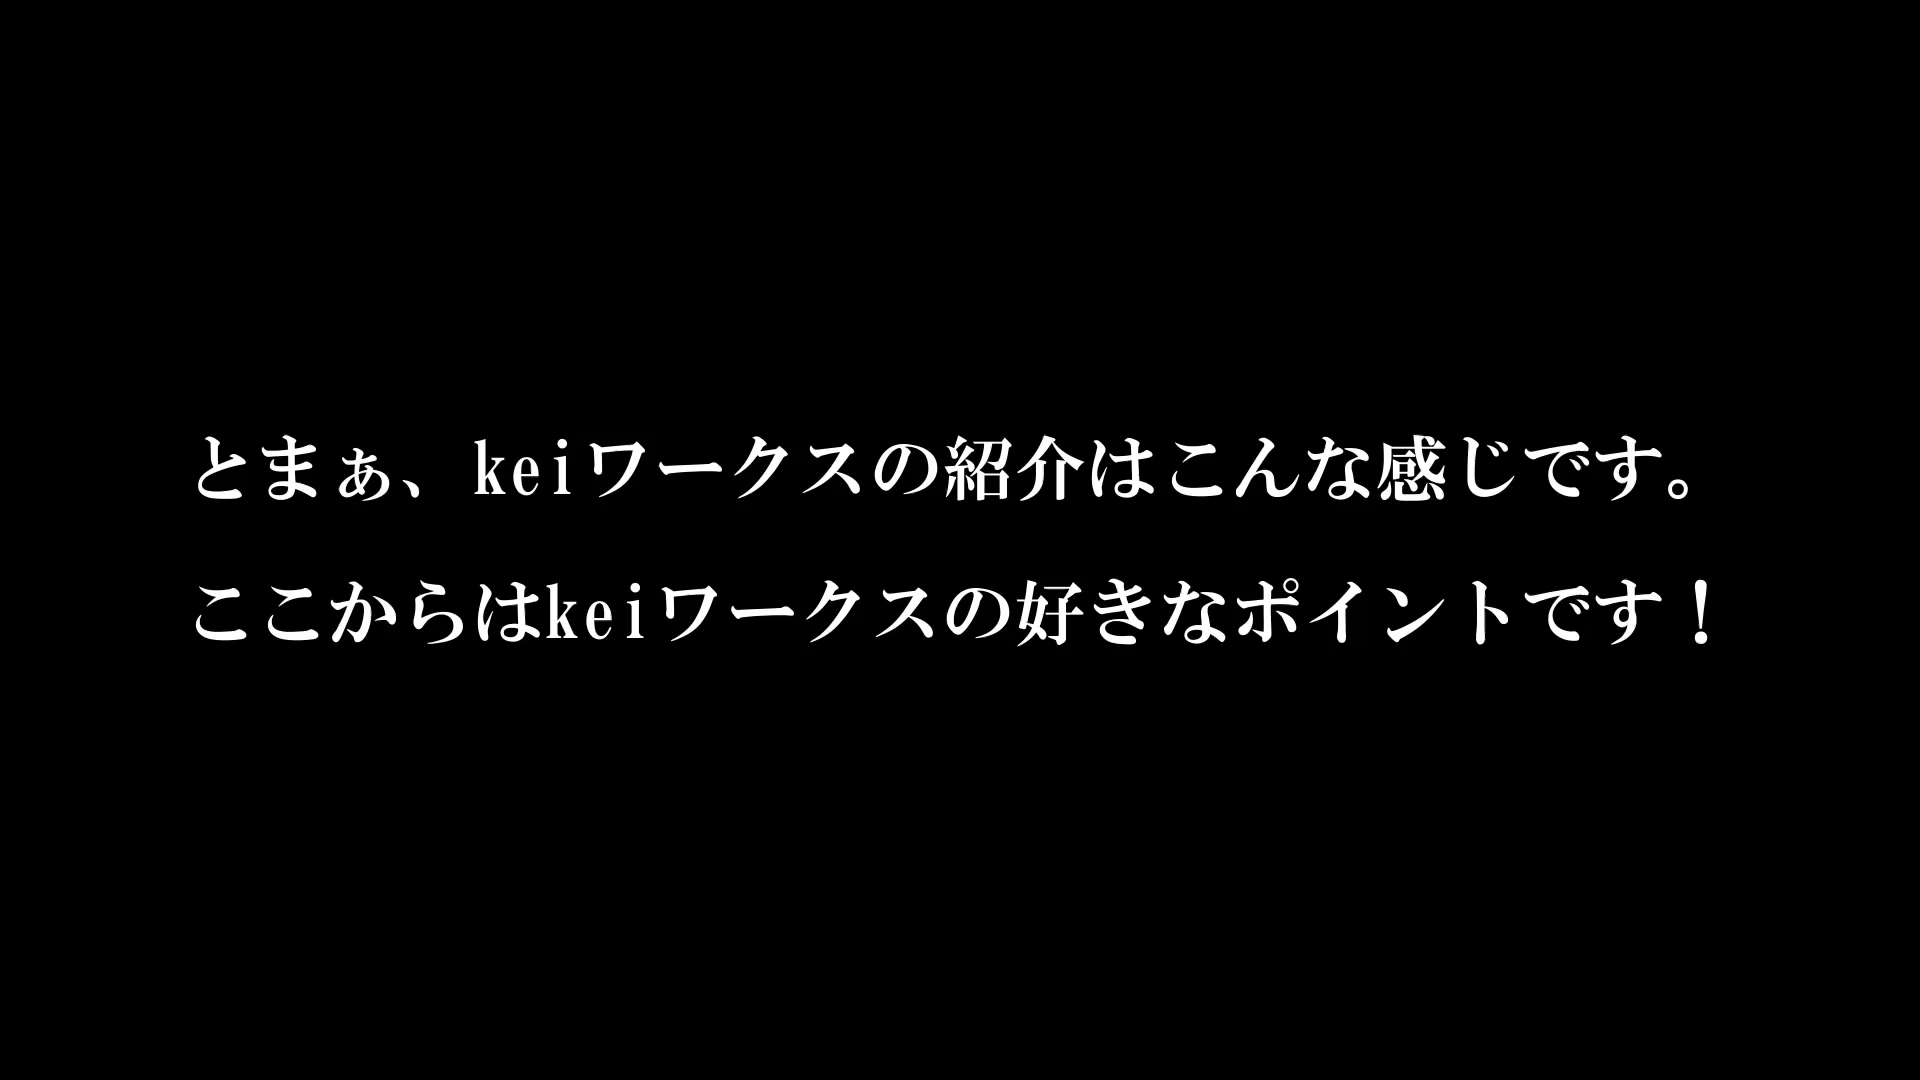 とまぁ、keiワークスの紹介はこんな感じです。
ここからはkeiワークスの好きなポイントです！